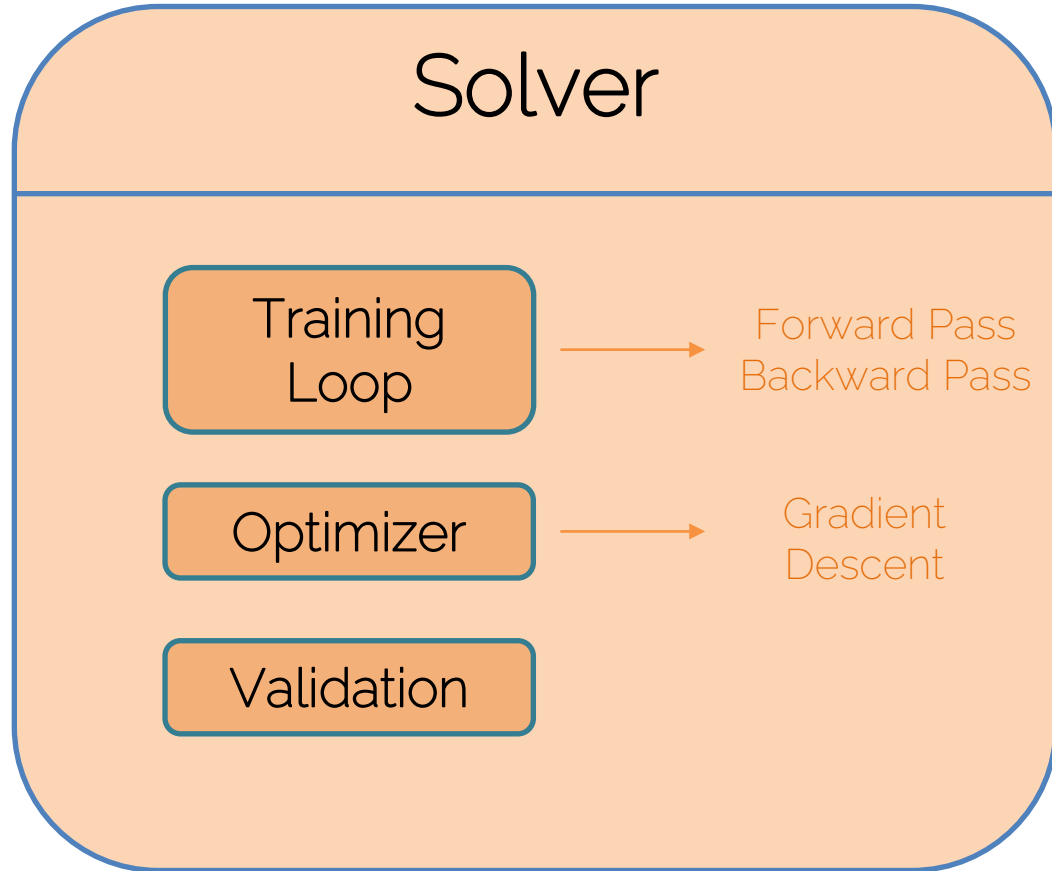 Solver
Training
Loop
Forward Pass
Backward Pass
Optimizer
Gradient
Descent
Validation